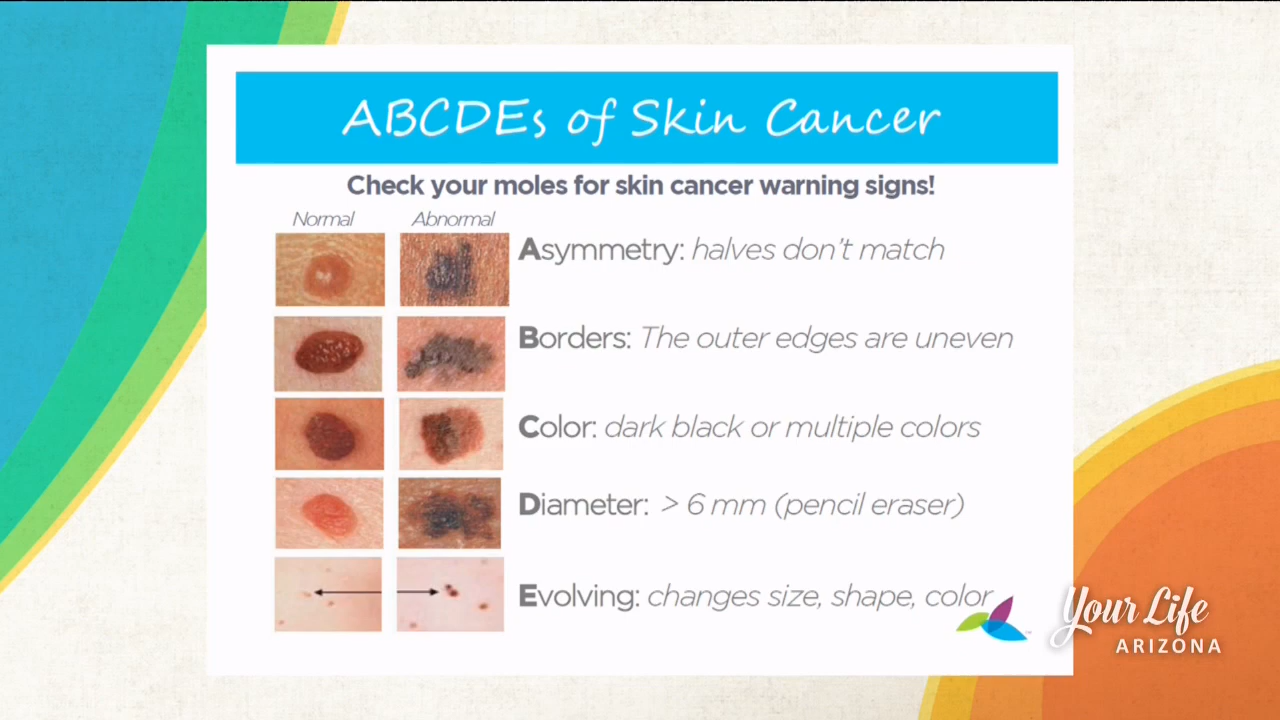 ABCDEs of Skin Cancer
Check your moles for skin cancer warning signs!
Normal Abnormal
Asymmetry: halves don't match
Borders: The outer edges are uneven
Color: dark black or multiple colors
Diameter: > 6 mm (pencil eraser)
Evolving: changes size, shape, color
Your Life
ARIZONA